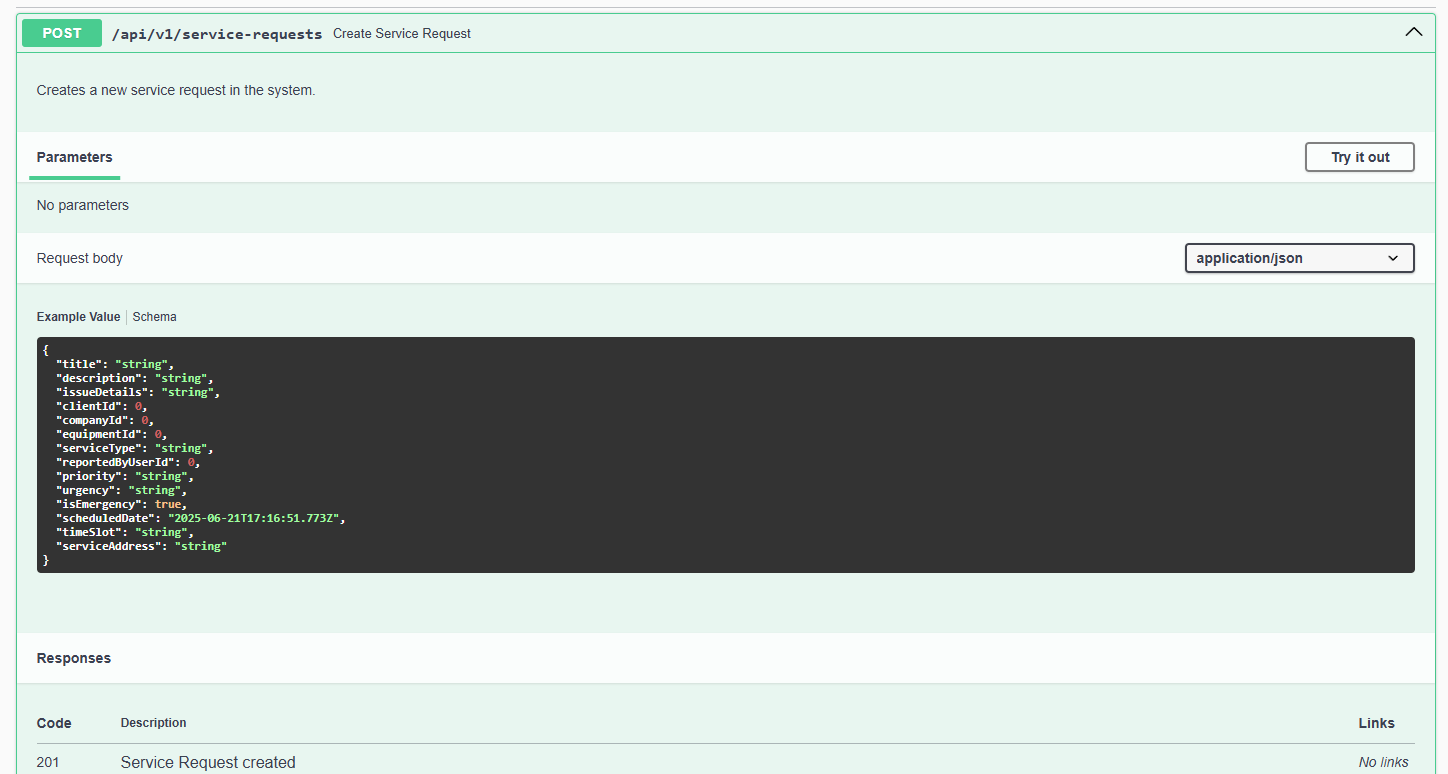 POST /api/v1/service-requests Create Service Request
Creates a new service request in the system.
Parameters
Try it out
No parameters
Request body
application/json
Example Value | Schema
{
  "title": "string",
  "description": "string",
  "issueDetails": "string",
  "clientId": 0,
  "companyId": 0,
  "equipmentId": 0,
  "serviceType": "string",
  "reportedByUserId": 0,
  "priority": "string",
  "urgency": "string",
  "isEmergency": true,
  "scheduledDate": "2025-06-21T17:16:51.773Z",
  "timeSlot": "string",
  "serviceAddress": "string"
}
Responses
Code Description Links
201 Service Request created No links